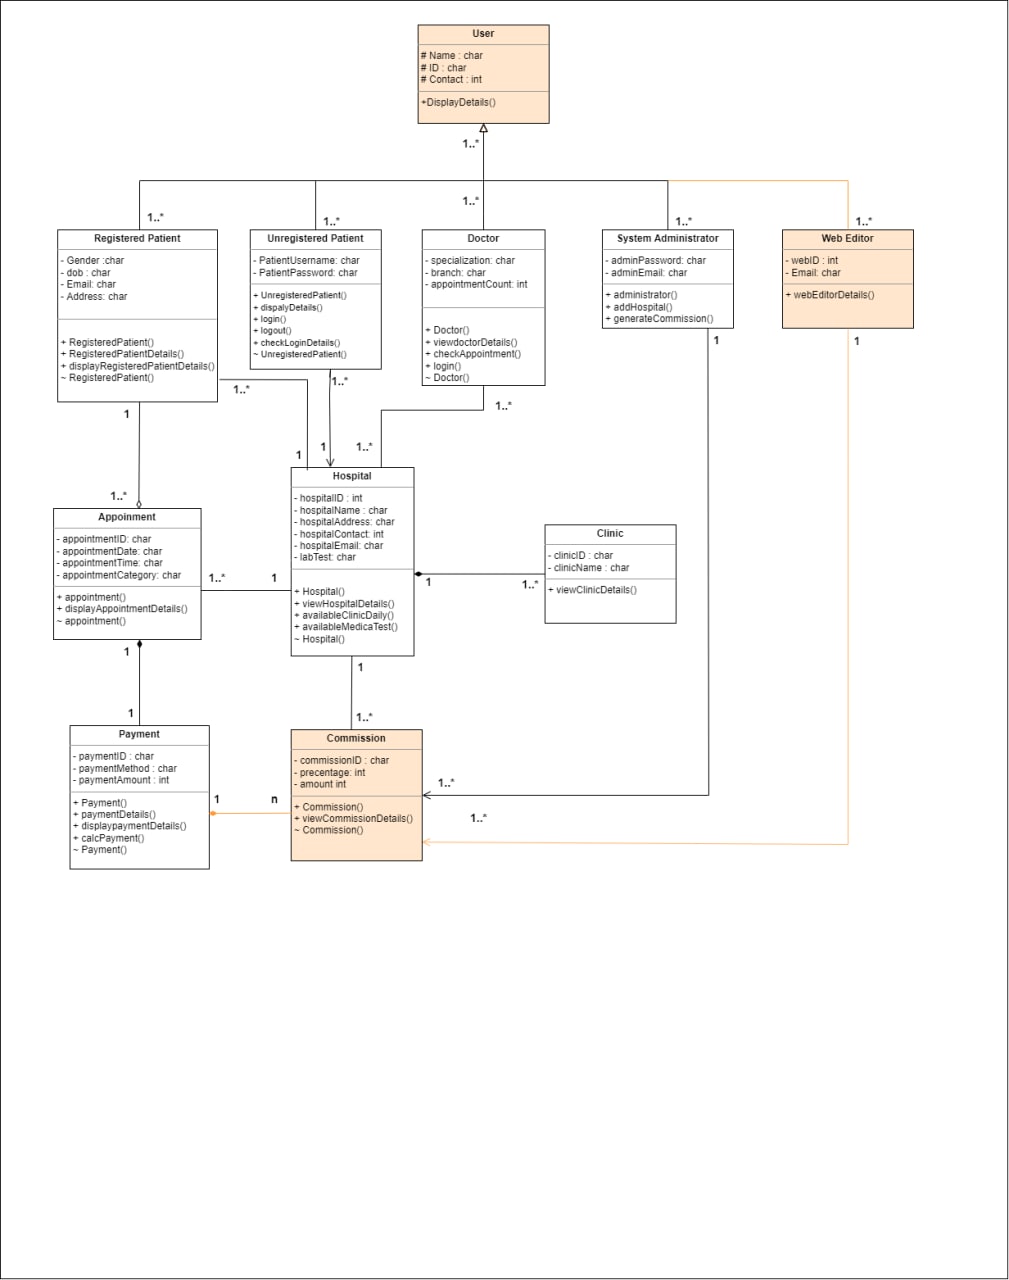 User
# Name : char
# ID : char
# Contact : int
+DisplayDetails()
1..*
1..*
1..*
1..*
1..*
1..*
Registered Patient
- Gender :char
- dob : char
- Email: char
- Address: char
+ RegisteredPatient()
+ RegisteredPatientDetails()
+ displayRegisteredPatientDetails()
~ RegisteredPatient()
Unregistered Patient
- PatientUsername: char
- PatientPassword: char
+ UnregisteredPatient()
+ dispalyDetails()
+ login()
+ logout()
+ checkLoginDetails()
~ UnregisteredPatient()
Doctor
- specialization: char
- branch: char
- appointmentCount: int
+ Doctor()
+ viewdoctorDetails()
+ checkAppointment()
+ login()
~ Doctor()
System Administrator
- adminPassword: char
- adminEmail: char
+ administrator()
+ addHospital()
+ generateCommission()
Web Editor
- webID : int
- Email: char
+ webEditorDetails()
1
1
1..*
1..*
1..*
1
1
1
1..*
1..*
Appoinment
- appointmentID: char
- appointmentDate: char
- appointmentTime: char
- appointmentCategory: char
+ appointment()
+ displayAppointmentDetails()
~ appointment()
Hospital
- hospitalID : int
- hospitalName : char
- hospitalAddress: char
- hospitalContact: int
- hospitalEmail: char
- labTest: char
+ Hospital()
+ viewHospitalDetails()
+ availableClinicDaily()
+ availableMedicaTest()
~ Hospital()
Clinic
- clinicID : char
- clinicName : char
+ viewClinicDetails()
1..*
1
1
1..*
1
1
1
1..*
Payment
- paymentID : char
- paymentMethod : char
- paymentAmount : int
+ Payment()
+ paymentDetails()
+ displaypaymentDetails()
+ calcPayment()
~ Payment()
1
n
Commission
- commissionID : char
- precentage: int
- amount int
+ Commission()
+ viewCommissionDetails()
~ Commission()
1..*
1..*